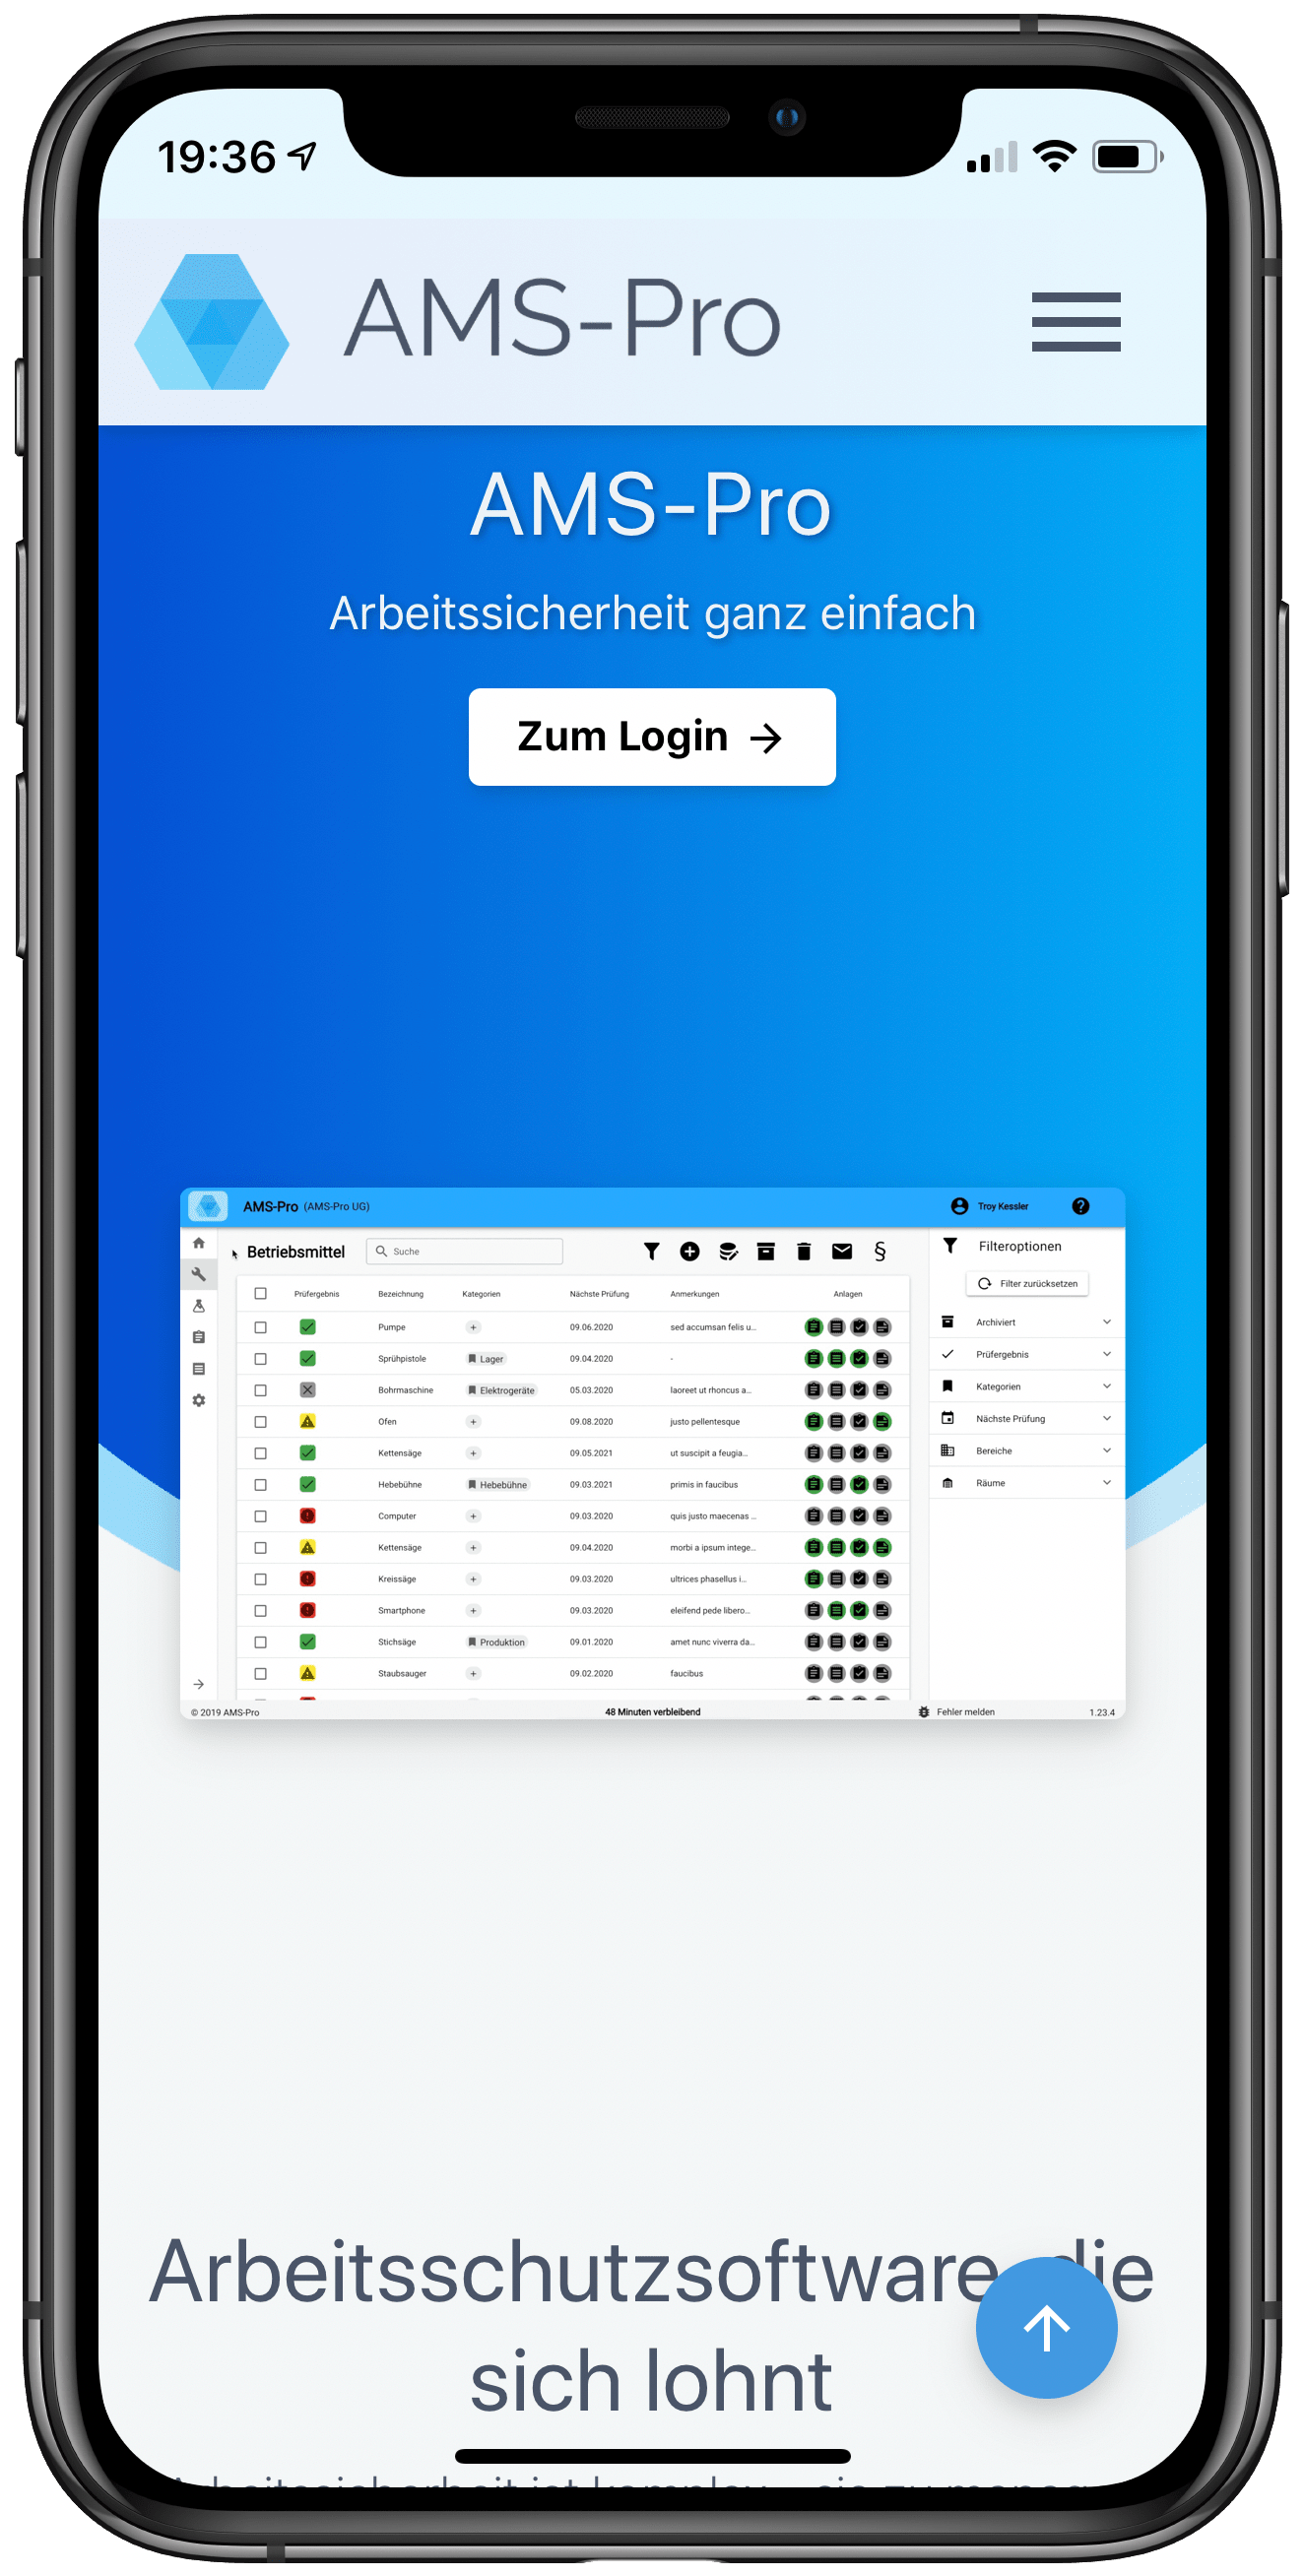 19:36
AMS-Pro
AMS-Pro
Arbeitssicherheit ganz einfach
Zum Login →
AMS-Pro (AMS-Pro UG) Troy Kessler
Betriebsmittel Suche § Filteroptionen
Filter zurücksetzen
Prüfergebnis Bezeichnung Kategorien Nächste Prüfung Anmerkungen Anlagen
Pumpe + 09.06.2020 sed accumsan felis u...
Sprühpistole Lager 09.04.2020 -
Bohrmaschine Elektrogeräte 05.03.2020 laoreet ut rhoncus a...
Ofen + 09.08.2020 justo pellentesque
Kettensäge + 09.05.2021 ut suscipit a feugia...
Hebebühne Hebebühne 09.03.2021 primis in faucibus
Computer + 09.03.2020 quis justo maecenas ...
Kettensäge + 09.04.2020 morbi a ipsum intege...
Kreissäge + 09.03.2020 ultrices phasellus i...
Smartphone + 09.03.2020 eleifend pede libero...
Stichsäge Produktion 09.01.2020 amet nunc viverra da...
Staubsauger + 09.02.2020 faucibus
Archiviert
Prüfergebnis
Kategorien
Nächste Prüfung
Bereiche
Räume
© 2019 AMS-Pro 48 Minuten verbleibend Fehler melden 1.23.4
Arbeitsschutzsoftware die
sich lohnt